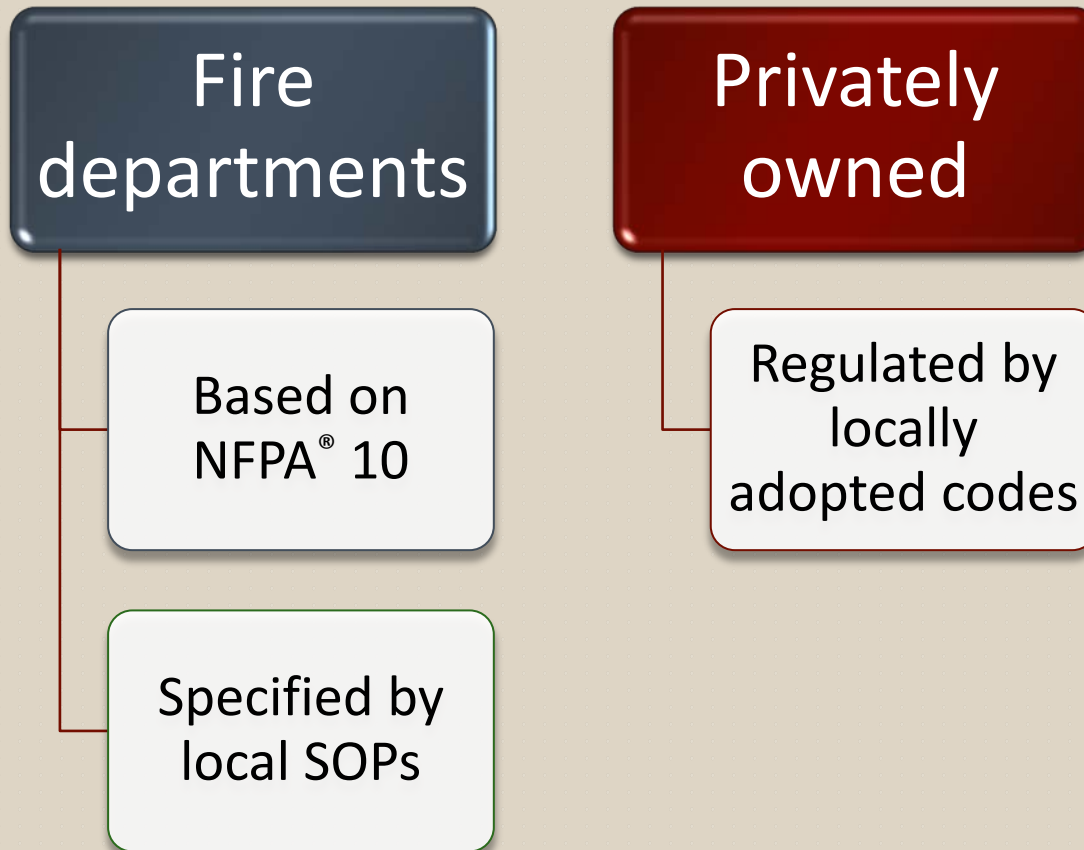 Fire
departments
Based on
NFPA® 10
Specified by
local SOPs
Privately
owned
Regulated by
locally
adopted codes